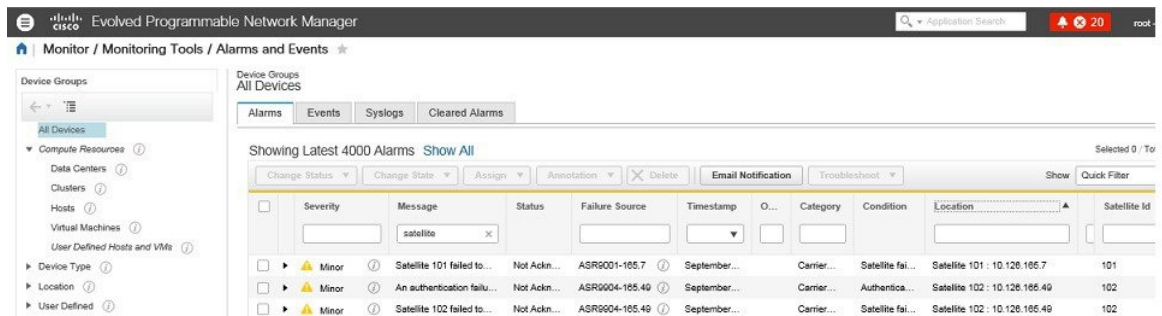 CISCO Evolved Programmable Network Manager
Application Search
20
root -
Monitor / Monitoring Tools / Alarms and Events
Device Groups
All Devices
Compute Resources
Data Centers
Clusters
Hosts
Virtual Machines
User Defined Hosts and VMs
Device Type
Location
User Defined
Device Groups
All Devices
Alarms Events Syslogs Cleared Alarms
Showing Latest 4000 Alarms Show All
Selected 0 / To
Change Status Change State Assign Annotation Delete Email Notification Troubleshoot Show Quick Filter
Severity Message Status Failure Source Timestamp O... Category Condition Location Satellite Id
satellite
Minor Satellite 101 failed to... Not Ackn... ASR9001-165.7 September... Carrier... Satellite fai... Satellite 101 : 10.126.165.7 101
Minor An authentication failu... Not Ackn... ASR9904-165.49 September... Carrier... Authentica... Satellite 102 : 10.126.165.49 102
Minor Satellite 102 failed to... Not Ackn... ASR9904-165.49 September... Carrier... Satellite fai... Satellite 102 : 10.126.165.49 102